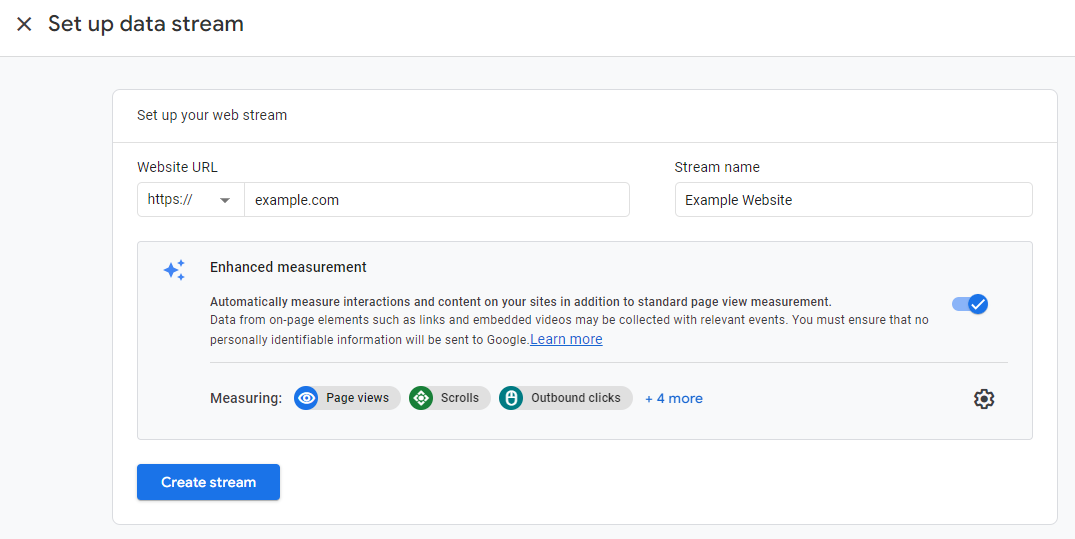 Set up data stream
Set up your web stream
Website URL
Stream name
https://
example.com
Example Website
Enhanced measurement
Automatically measure interactions and content on your sites in addition to standard page view measurement.
Data from on-page elements such as links and embedded videos may be collected with relevant events. You must ensure that no
personally identifiable information will be sent to Google.Learn more
Measuring: Page views Scrolls Outbound clicks + 4 more
Create stream